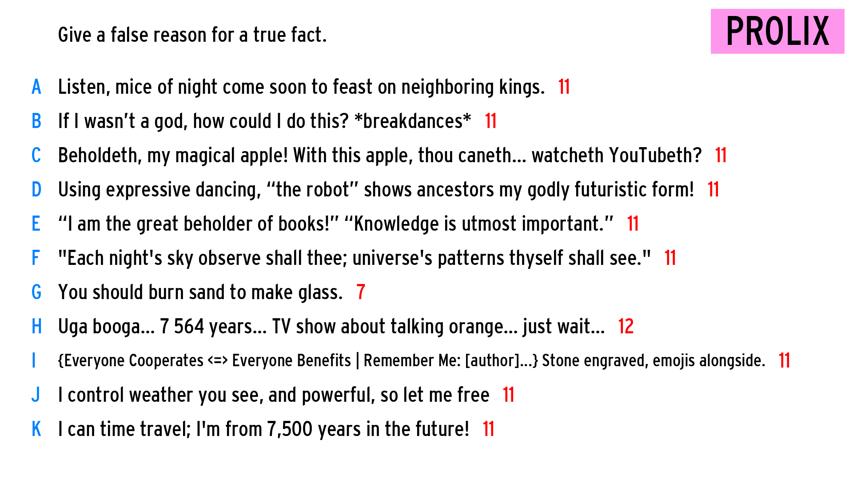 Give a false reason for a true fact.
PROLIX
A Listen, mice of night come soon to feast on neighboring kings. 11
B If I wasn’t a god, how could I do this? *breakdances* 11
C Beholdeth, my magical apple! With this apple, thou caneth... watcheth YouTubeth? 11
D Using expressive dancing, “the robot” shows ancestors my godly futuristic form! 11
E “I am the great beholder of books!” “Knowledge is utmost important.” 11
F "Each night's sky observe shall thee; universe's patterns thyself shall see." 11
G You should burn sand to make glass. 7
H Uga booga... 7 564 years... TV show about talking orange... just wait... 12
I {Everyone Cooperates <=> Everyone Benefits | Remember Me: [author]...} Stone engraved, emojis alongside. 11
J I control weather you see, and powerful, so let me free 11
K I can time travel; I'm from 7,500 years in the future! 11